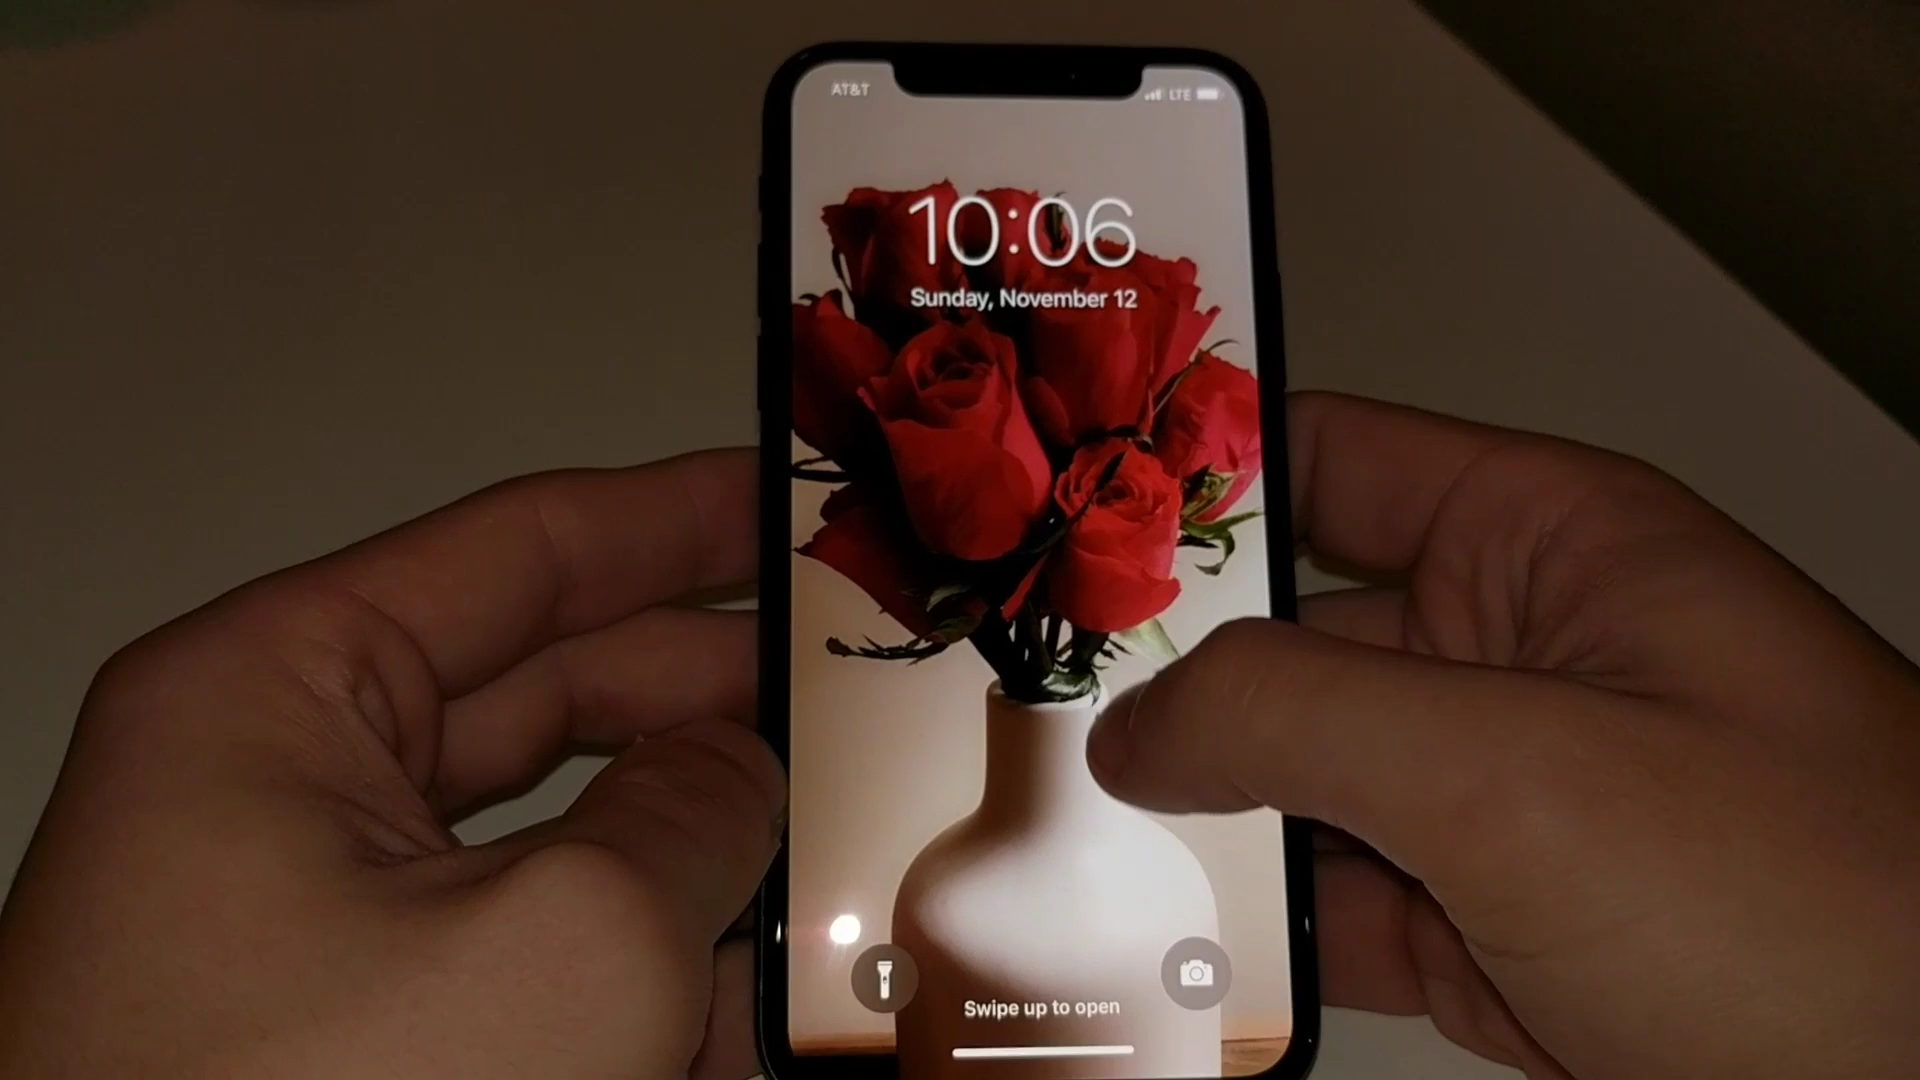 AT&T
LTE
10:06
Sunday, November 12
Swipe up to open